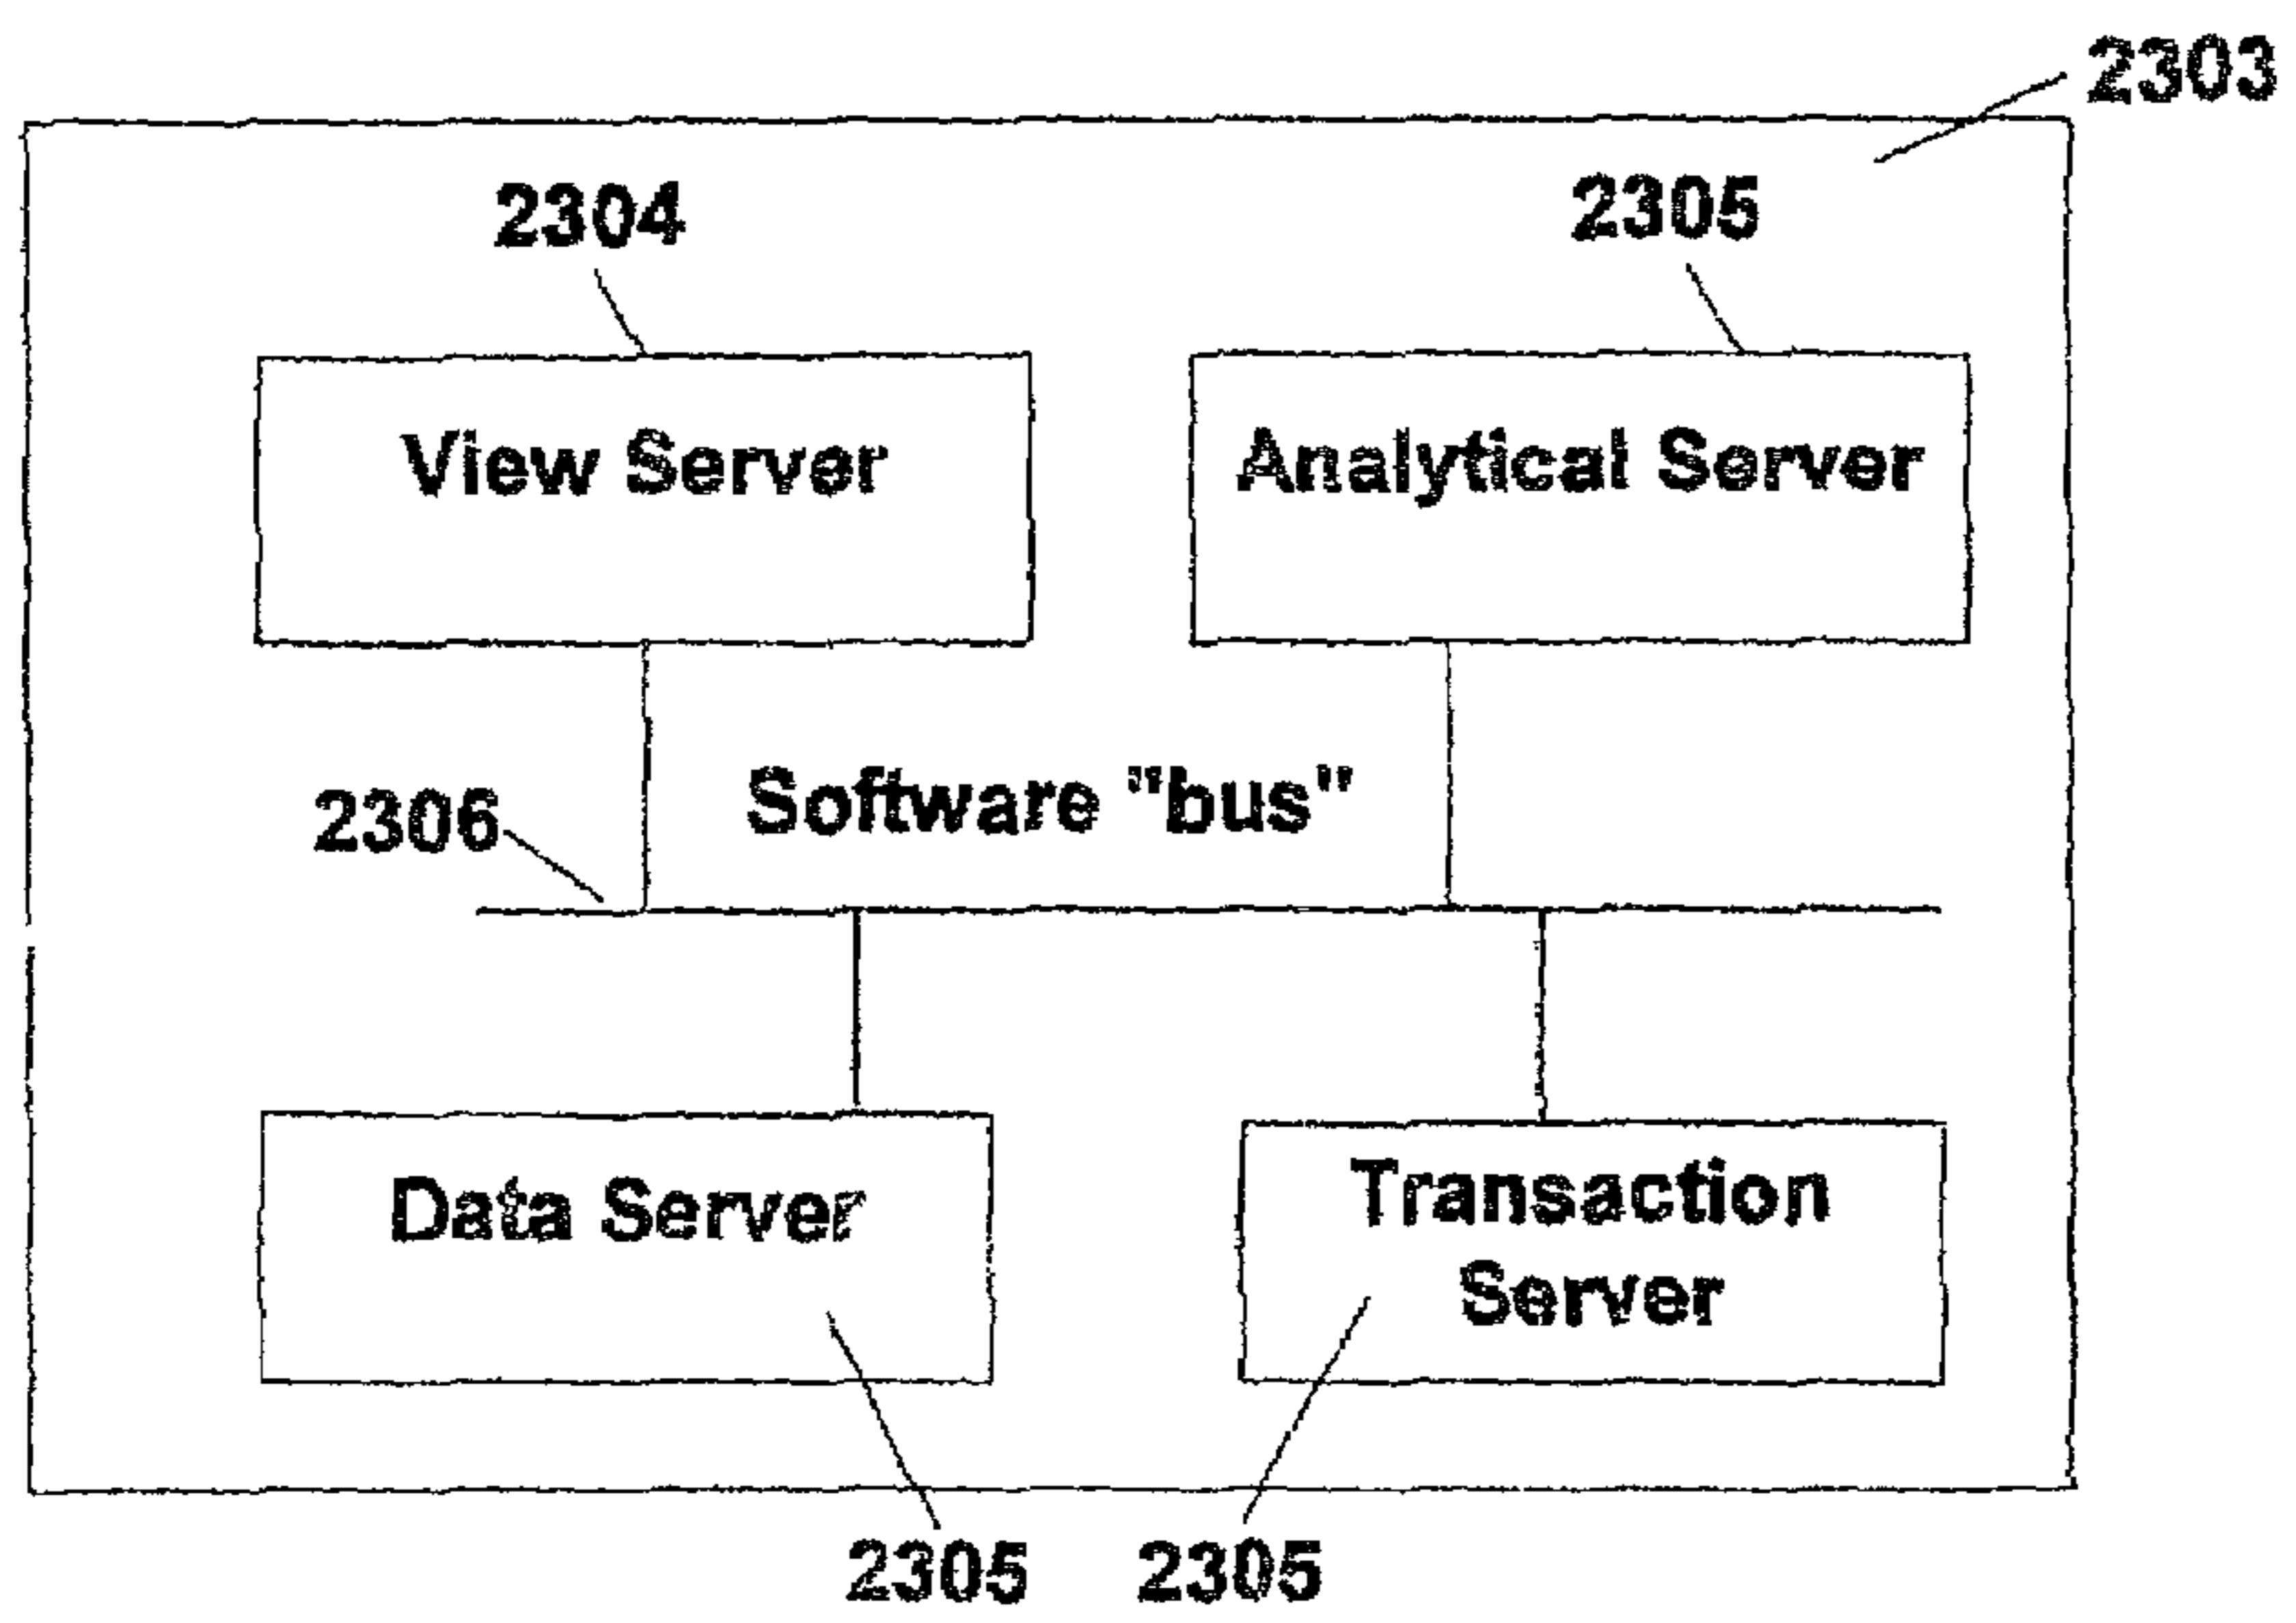 2303
2304
2305
View Server
Analytical Server
Software "bus"
2306
Data Server
Transaction
Server
2305
2305